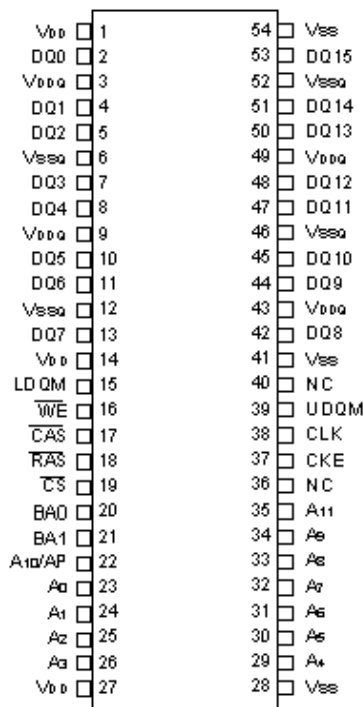 VDD 1 54 VSS
DQ0 2 53 DQ15
VDDQ 3 52 VSSQ
DQ1 4 51 DQ14
DQ2 5 50 DQ13
VSSQ 6 49 VDDQ
DQ3 7 48 DQ12
DQ4 8 47 DQ11
VDDQ 9 46 VSSQ
DQ5 10 45 DQ10
DQ6 11 44 DQ9
VSSQ 12 43 VDDQ
DQ7 13 42 DQ8
VDD 14 41 VSS
LDQM 15 40 NC
WE 16 39 UDQM
CAS 17 38 CLK
RAS 18 37 CKE
CS 19 36 NC
BA0 20 35 A11
BA1 21 34 A9
A10/AP 22 33 A8
A0 23 32 A7
A1 24 31 A6
A2 25 30 A5
A3 26 29 A4
VDD 27 28 VSS